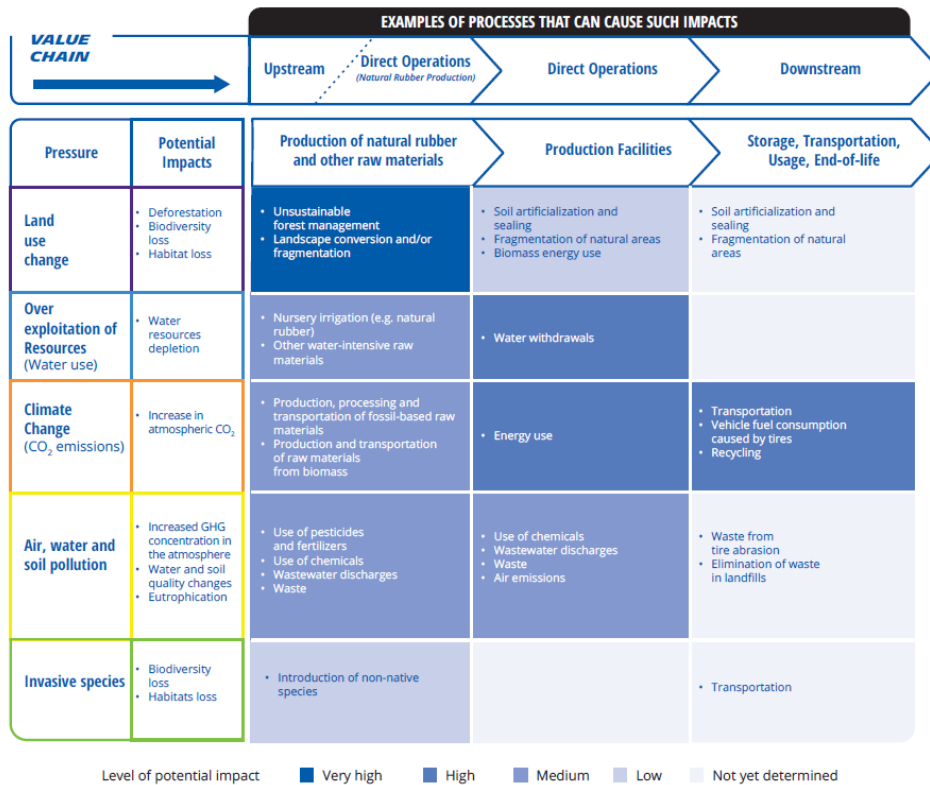 EXAMPLES OF PROCESSES THAT CAN CAUSE SUCH IMPACTS
VALUE
CHAIN
Upstream
Direct Operations
(Natural Rubber Production)
Direct Operations
Downstream
Pressure
Potential
Impacts
Production of natural rubber
and other raw materials
Production Facilities
Storage, Transportation,
Usage, End-of-life
Land
use
change
• Deforestation
• Biodiversity
loss
• Habitat loss
• Unsustainable
forest management
• Landscape conversion and/or
fragmentation
• Soil artificialization and
sealing
• Fragmentation of natural areas
• Biomass energy use
• Soil artificialization and
sealing
• Fragmentation of natural
areas
Over
exploitation of
Resources
(Water use)
• Water
resources
depletion
• Nursery irrigation (e.g. natural
rubber)
• Other water-intensive raw
materials
• Water withdrawals
Climate
Change
(CO₂ emissions)
• Increase in
atmospheric CO₂
• Production, processing and
transportation of fossil-based raw
materials
• Production and transportation
of raw materials
from biomass
• Energy use
• Transportation
• Vehicle fuel consumption
caused by tires
• Recycling
Air, water and
soil pollution
• Increased GHG
concentration in
the atmosphere
• Water and soil
quality changes
• Eutrophication
• Use of pesticides
and fertilizers
• Use of chemicals
• Wastewater discharges
• Waste
• Use of chemicals
• Wastewater discharges
• Waste
• Air emissions
• Waste from
tire abrasion
• Elimination of waste
in landfills
Invasive species
• Biodiversity
loss
• Habitats loss
• Introduction of non-native
species
• Transportation
Level of potential impact
Very high
High
Medium
Low
Not yet determined